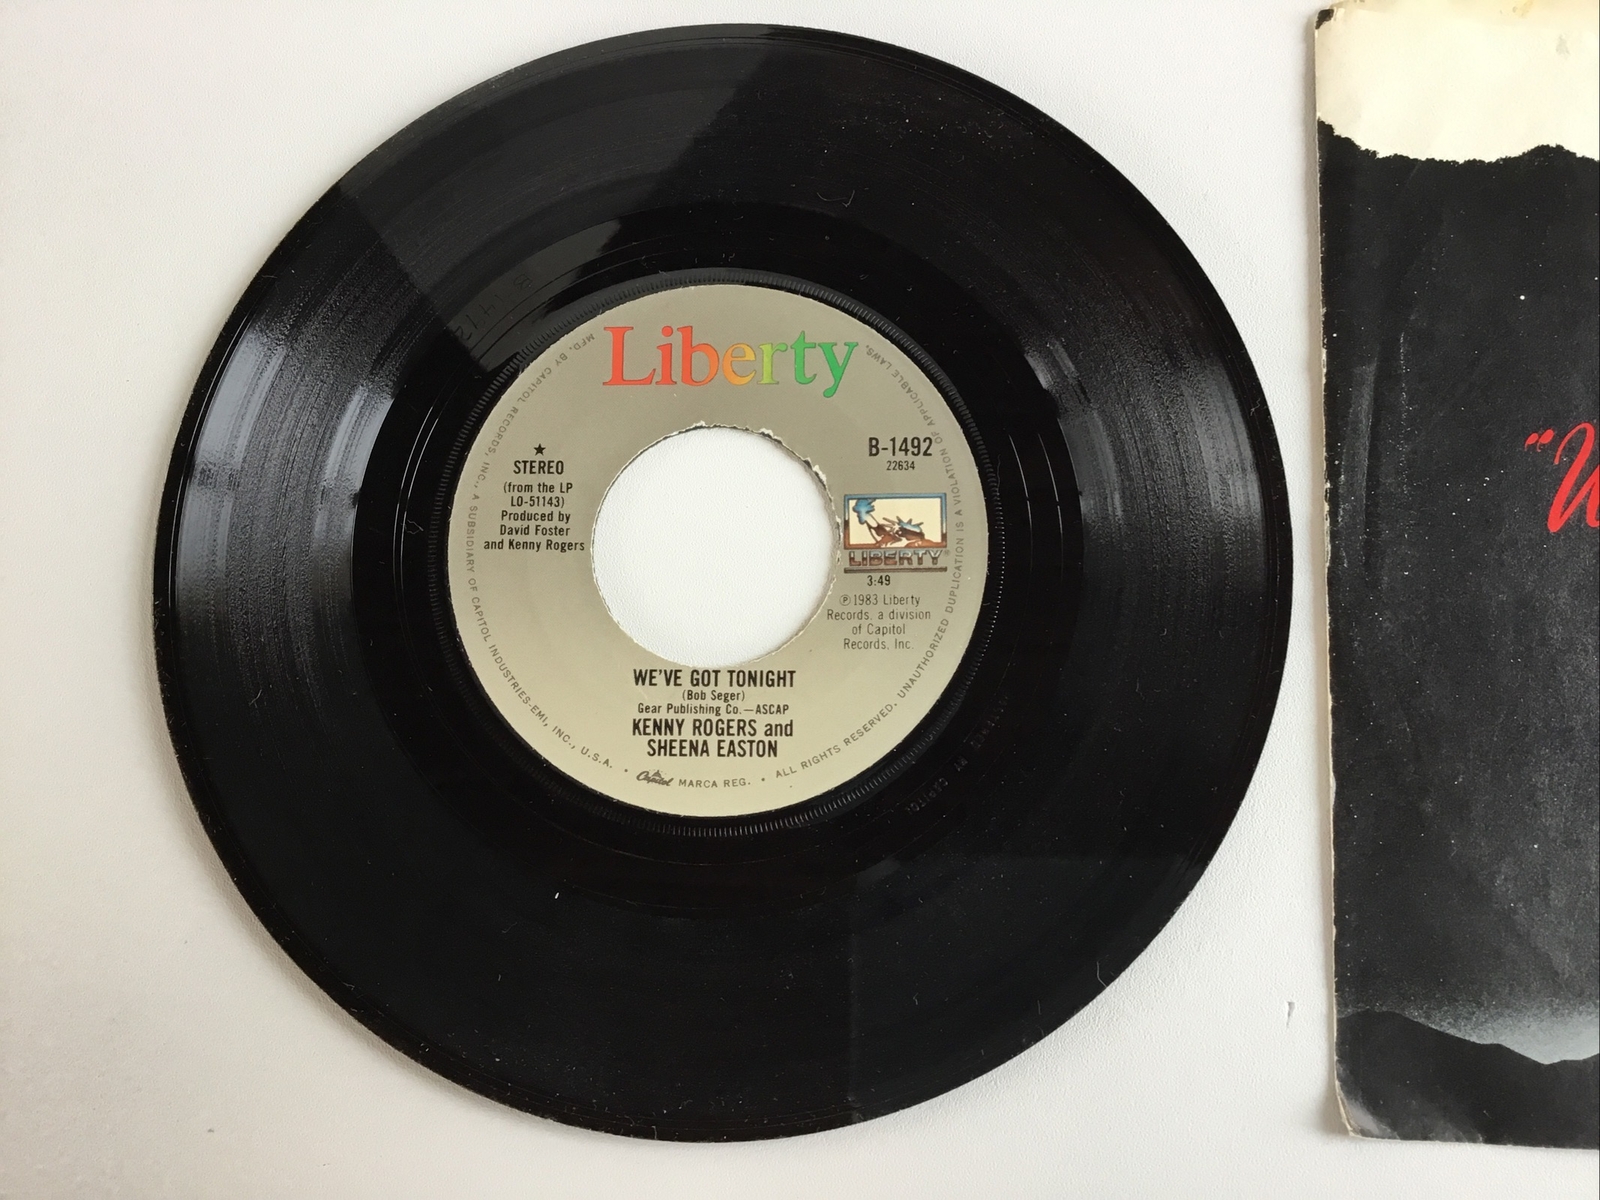 Liberty
★
STEREO
(from the LP
LO-51143)
Produced by
David Foster
and Kenny Rogers
B-1492
22634
LIBERTY®
3:49
℗1983 Liberty
Records, a division
of Capitol
Records, Inc.
WE'VE GOT TONIGHT
(Bob Seger)
Gear Publishing Co.—ASCAP
KENNY ROGERS and
SHEENA EASTON
MFD. BY CAPITOL RECORDS, INC., A SUBSIDIARY OF CAPITOL INDUSTRIES-EMI, INC., U.S.A. • Capitol MARCA REG. • ALL RIGHTS RESERVED. UNAUTHORIZED DUPLICATION IS A VIOLATION OF APPLICABLE LAWS.